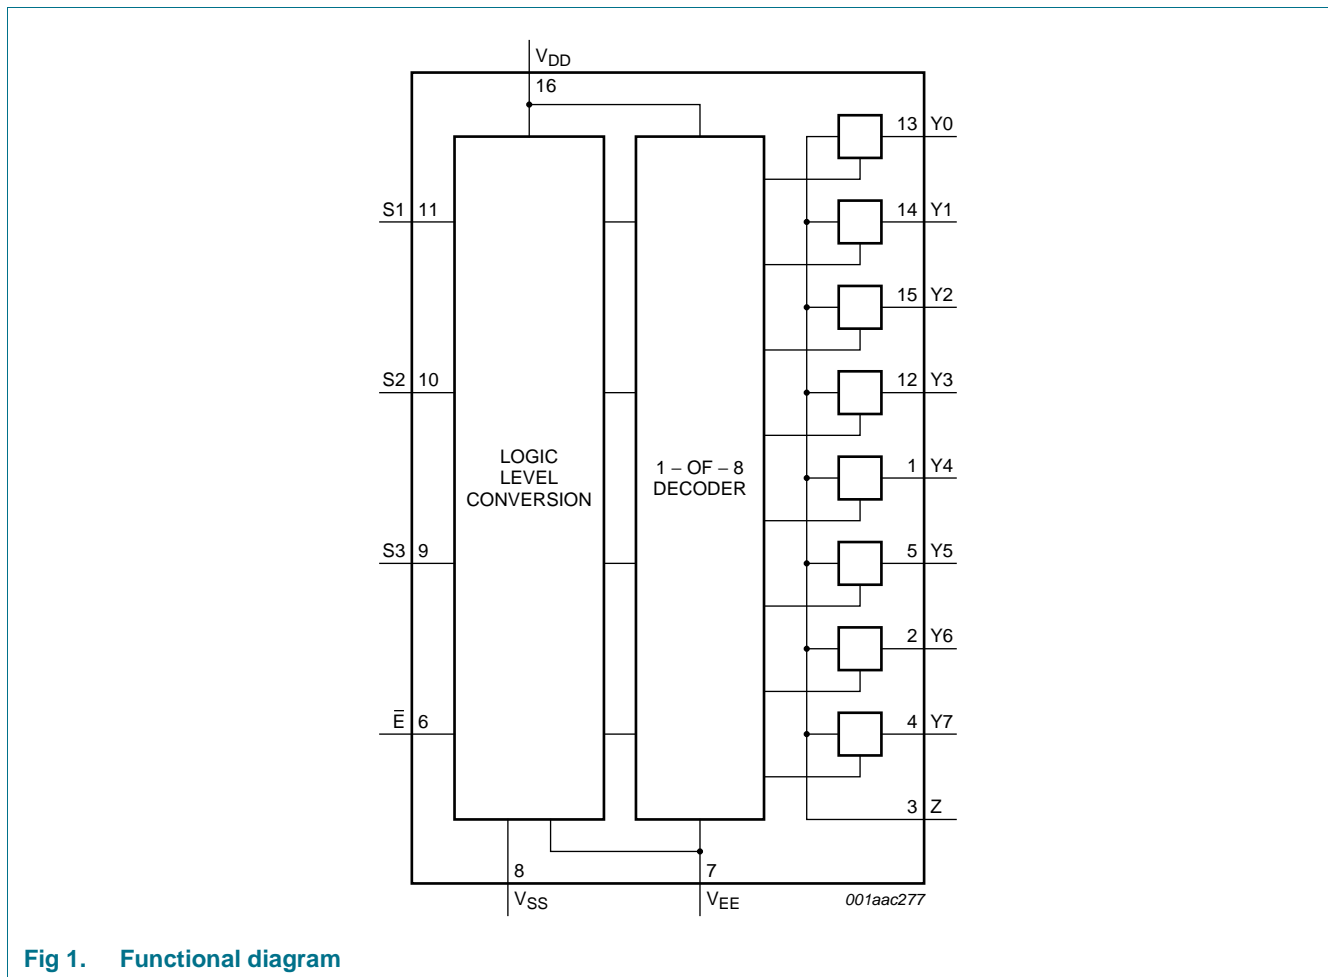 VDD
16
13 Y0
S1 11
14 Y1
15 Y2
S2 10
12 Y3
LOGIC
LEVEL
CONVERSION
1 – OF – 8
DECODER
1 Y4
S3 9
5 Y5
2 Y6
E̅ 6
4 Y7
3 Z
8
7
VSS
VEE
001aac277
Fig 1. Functional diagram